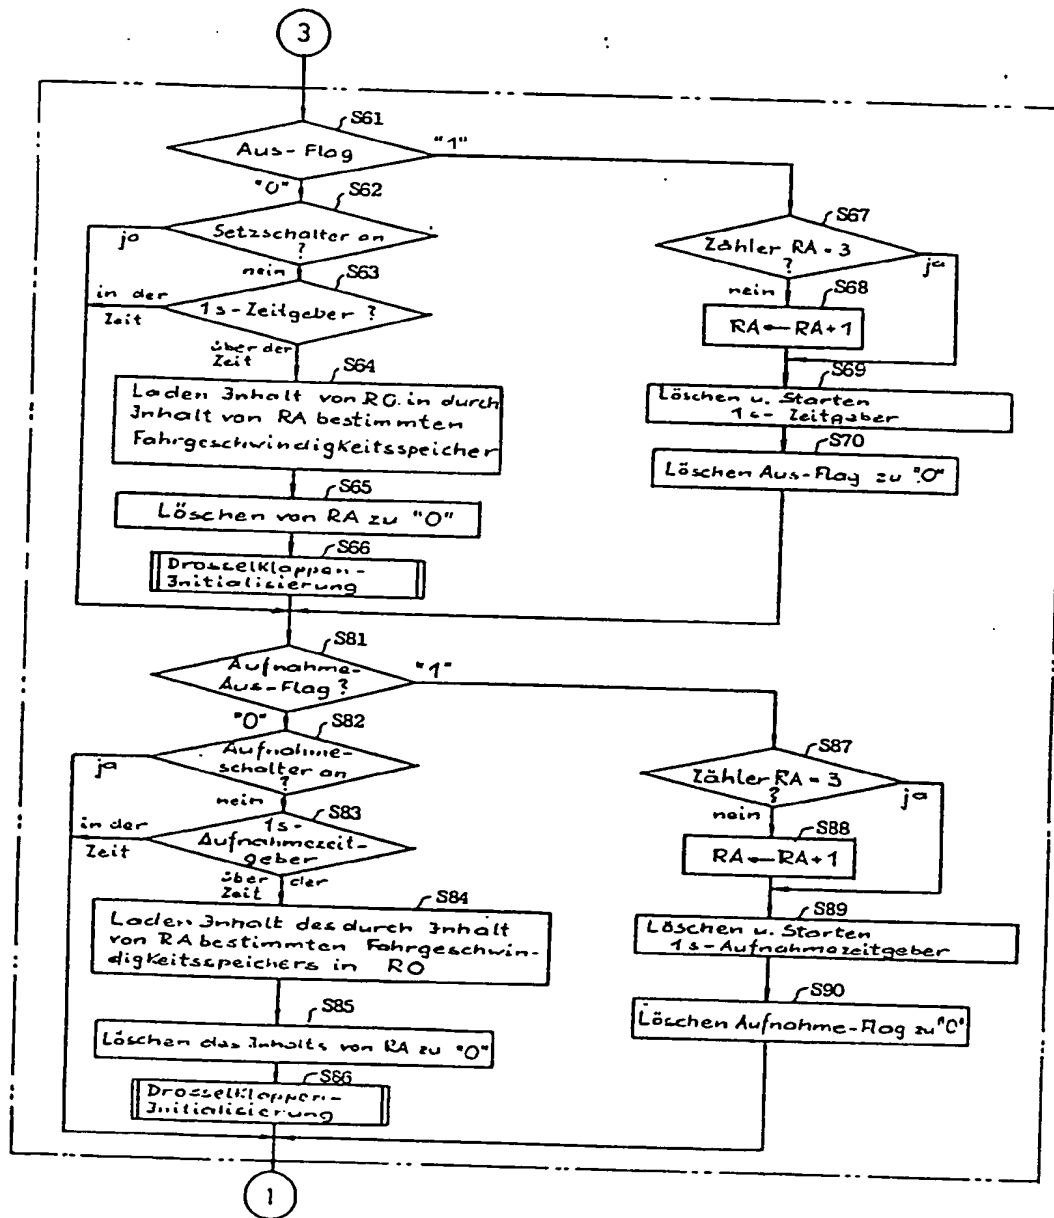 3
S61
Aus-Flag
"1"
"0"
S62
Setzschalter an
?
ja
nein
S63
1s-Zeitgeber ?
in der
Zeit
über der
Zeit
S64
Laden Inhalt von RO. in durch
Inhalt von RA bestimmten
Fahrgeschwindigkeitsspeicher
S65
Löschen von RA zu "0"
S66
Drosselklappen-
Initialisierung
S67
Zähler RA = 3
?
ja
nein
S68
RA ← RA+1
S69
Löschen u. Starten
1s-Zeitgeber
S70
Löschen Aus-Flag zu "0"
S81
Aufnahme-
Aus-Flag?
"1"
"0"
S82
Aufnahme-
schalter an
?
ja
nein
S83
1s-
Aufnahmezeit-
geber
in der
Zeit
über der
Zeit
S84
Laden Inhalt des durch Inhalt
von RA bestimmten Fahrgeschwin-
digkeitsspeichers in RO
S85
Löschen des Inhalts von RA zu "0"
S86
Drosselklappen-
Initialisierung
S87
Zähler RA = 3
?
ja
nein
S88
RA ← RA+1
S89
Löschen u. Starten
1s-Aufnahmezeitgeber
S90
Löschen Aufnahme-Flag zu "0"
1